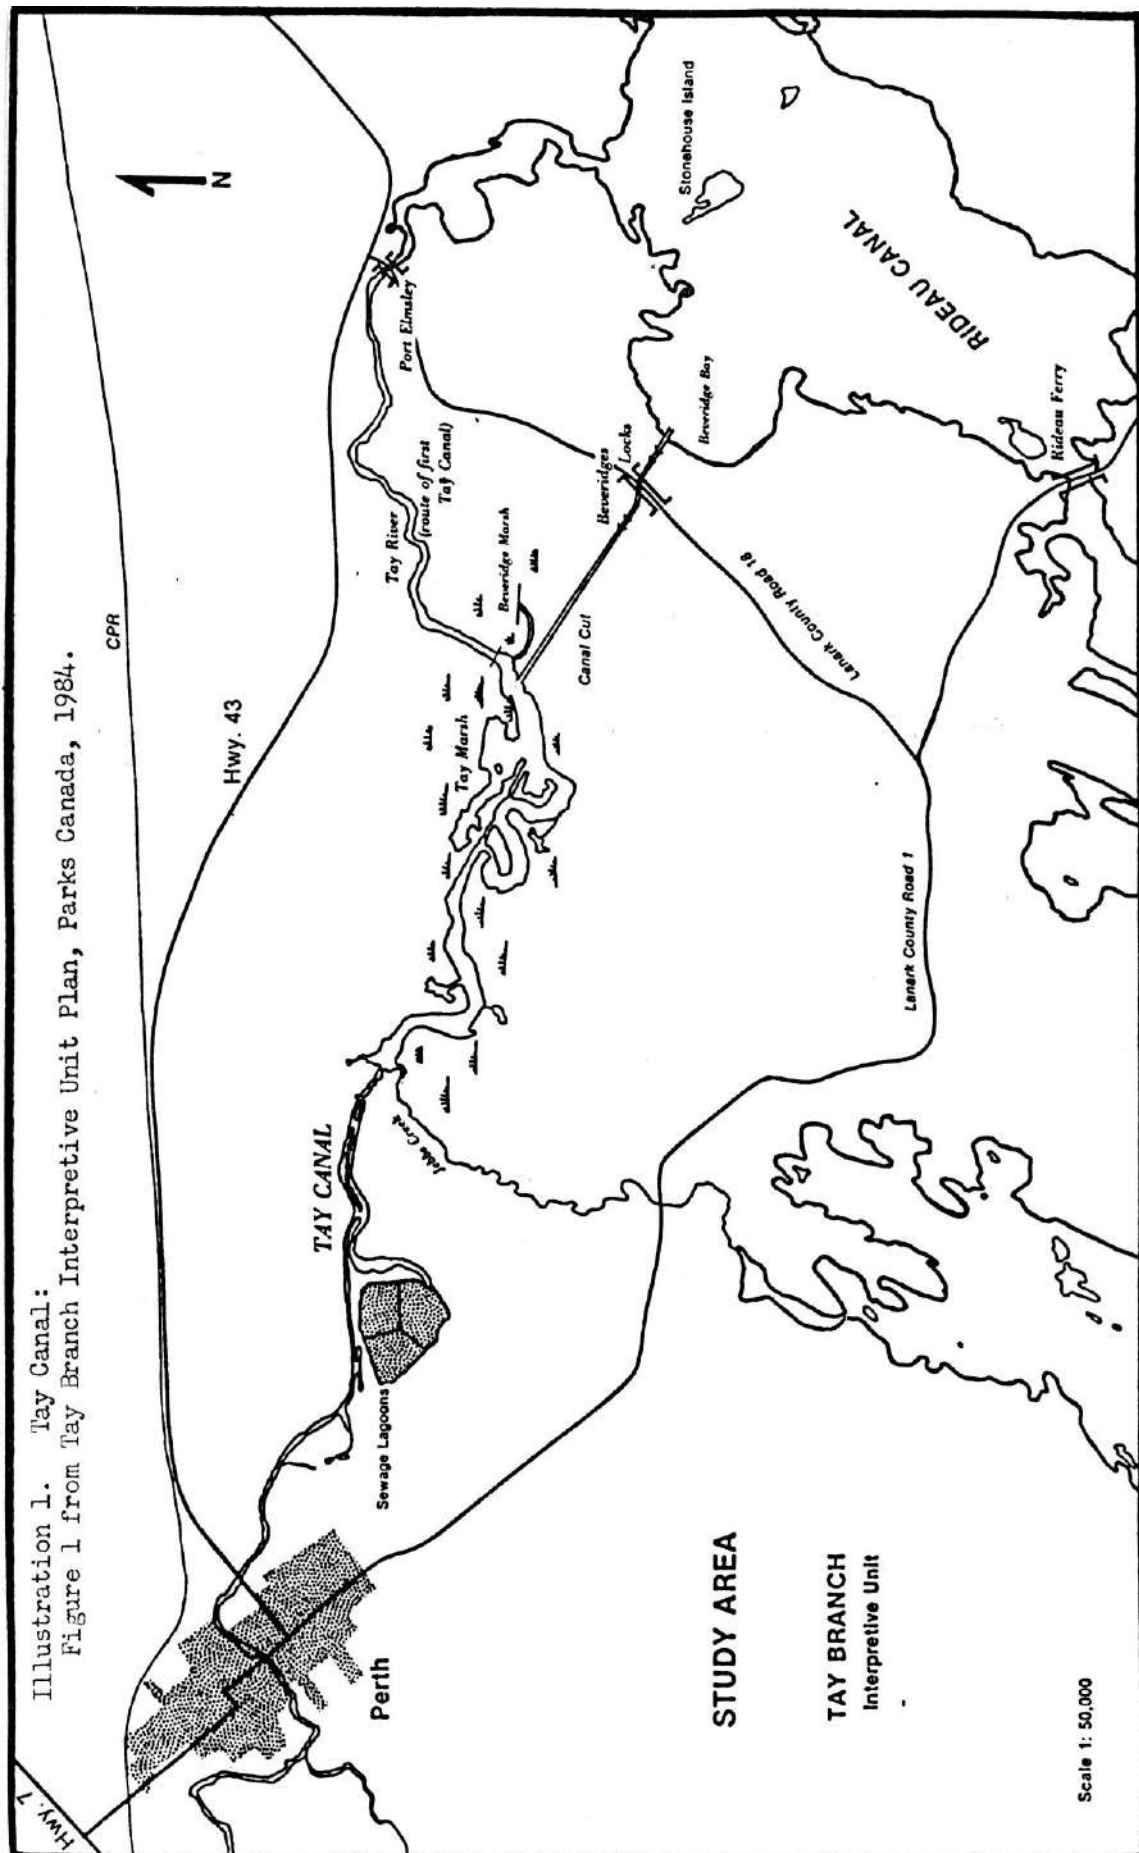 Illustration 1. Tay Canal:
Figure 1 from Tay Branch Interpretive Unit Plan, Parks Canada, 1984.
Hwy. 7
CPR
Hwy. 43
N
Perth
Sewage Lagoons
TAY CANAL
Jebbs Creek
Tay Marsh
Tay River
(route of first
Tay Canal)
Beveridge Marsh
Port Elmsley
Canal Cut
Beveridges
Locks
Beveridge Bay
Stonehouse Island
RIDEAU CANAL
Rideau Ferry
Lanark County Road 18
Lanark County Road 1
STUDY AREA
TAY BRANCH
Interpretive Unit
Scale 1: 50,000